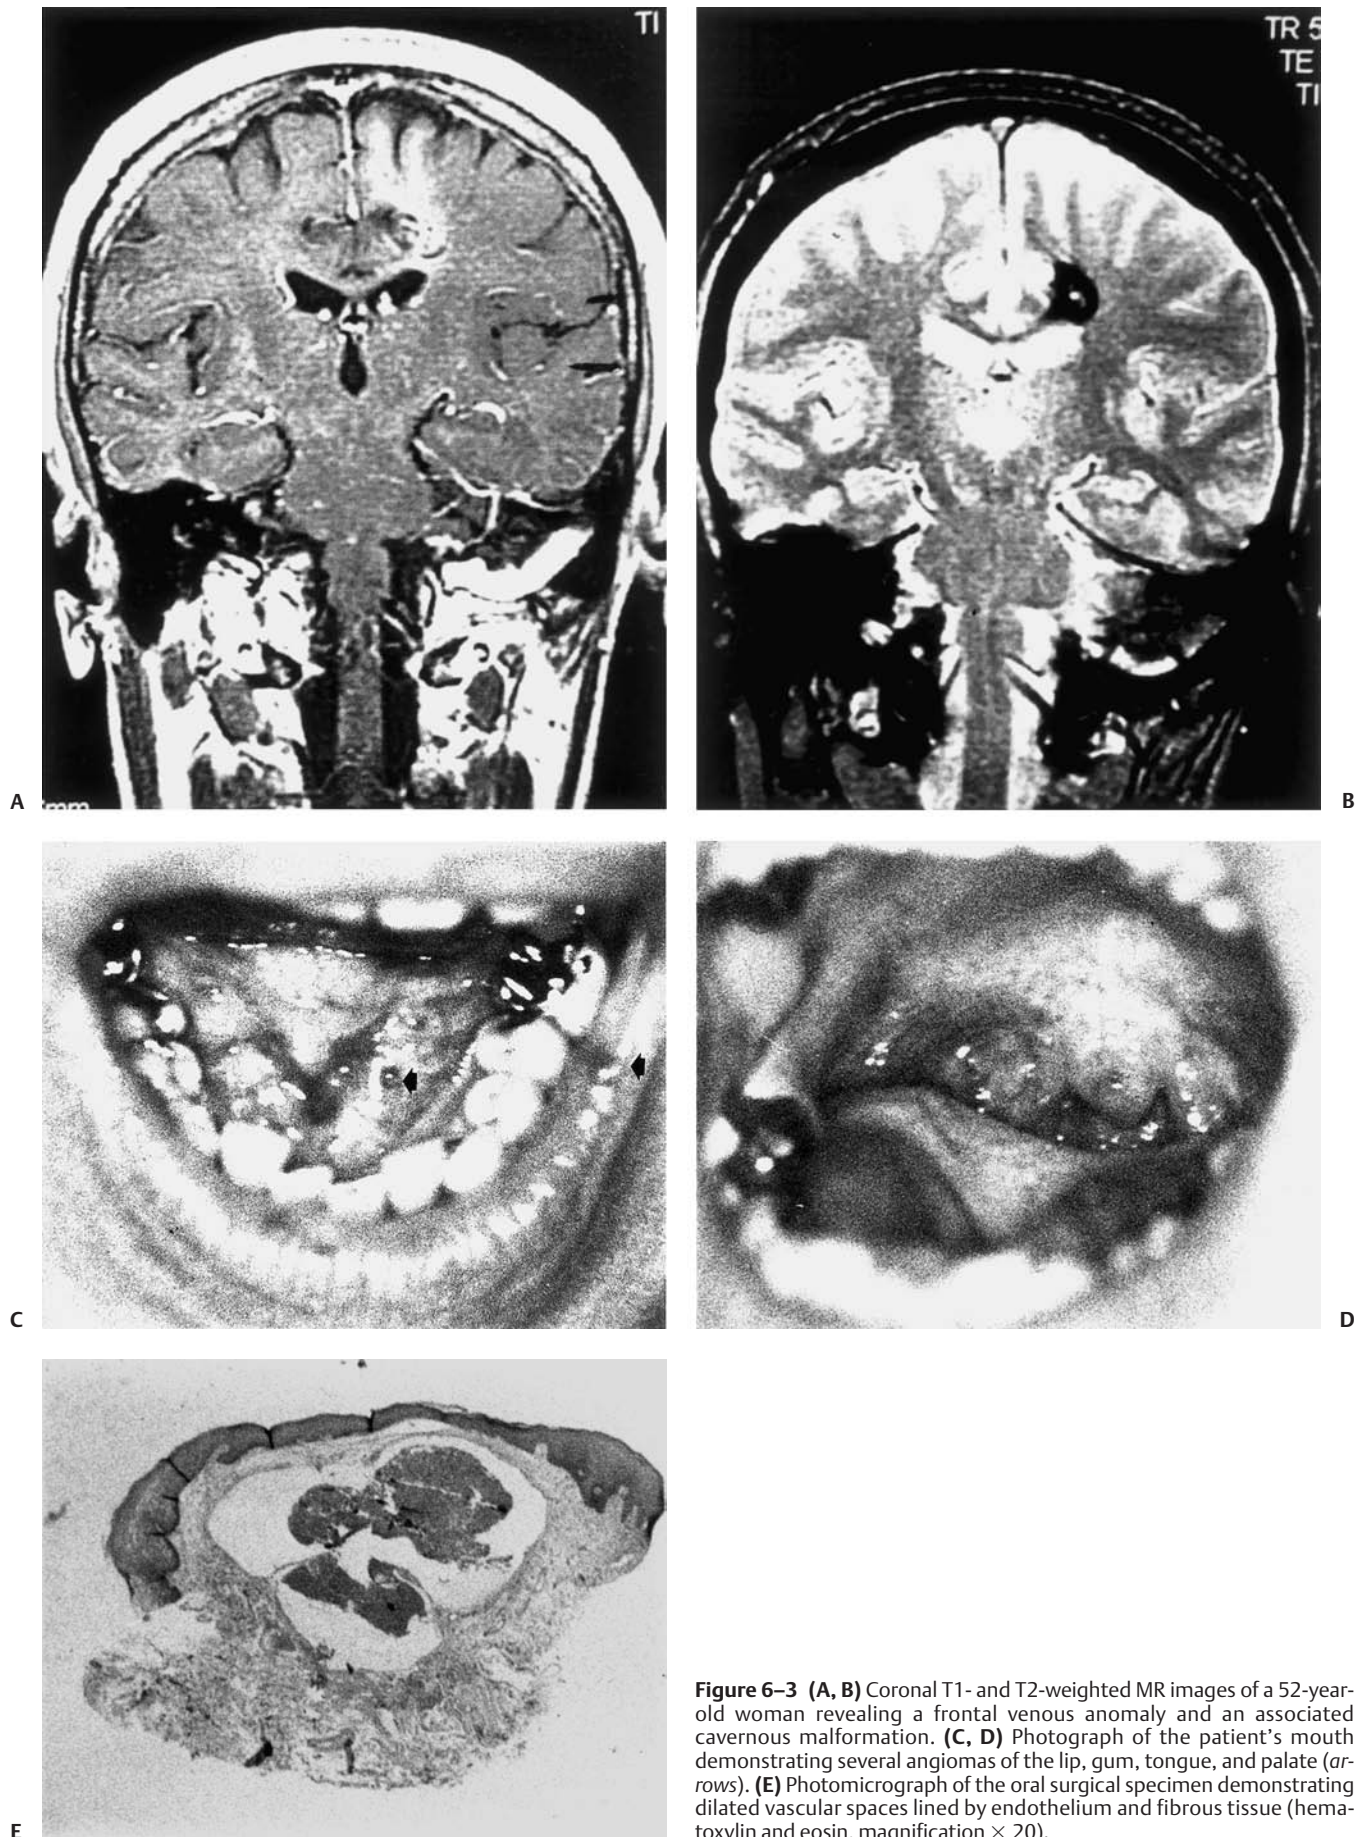 TI
TR 5
TE
TI
A
mm
B
C
D
E
Figure 6–3 (A, B) Coronal T1- and T2-weighted MR images of a 52-year-
old woman revealing a frontal venous anomaly and an associated
cavernous malformation. (C, D) Photograph of the patient's mouth
demonstrating several angiomas of the lip, gum, tongue, and palate (ar-
rows). (E) Photomicrograph of the oral surgical specimen demonstrating
dilated vascular spaces lined by endothelium and fibrous tissue (hema-
toxylin and eosin, magnification × 20).